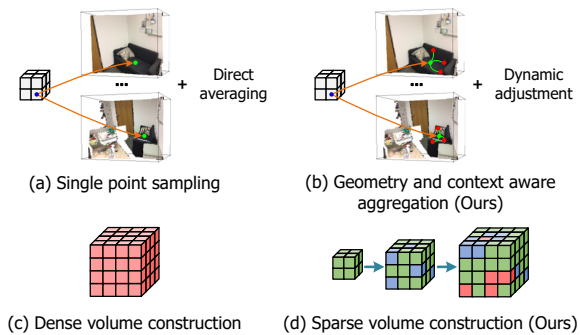 ... + Direct averaging
(a) Single point sampling
... + Dynamic adjustment
(b) Geometry and context aware
aggregation (Ours)
(c) Dense volume construction
(d) Sparse volume construction (Ours)